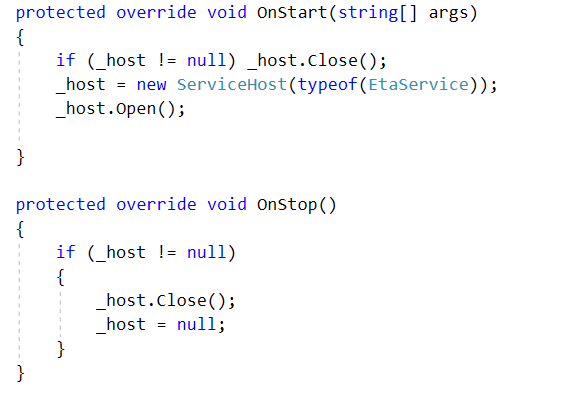 protected override void OnStart(string[] args)
{
    if (_host != null) _host.Close();
    _host = new ServiceHost(typeof(EtaService));
    _host.Open();

}

protected override void OnStop()
{
    if (_host != null)
    {
        _host.Close();
        _host = null;
    }
}